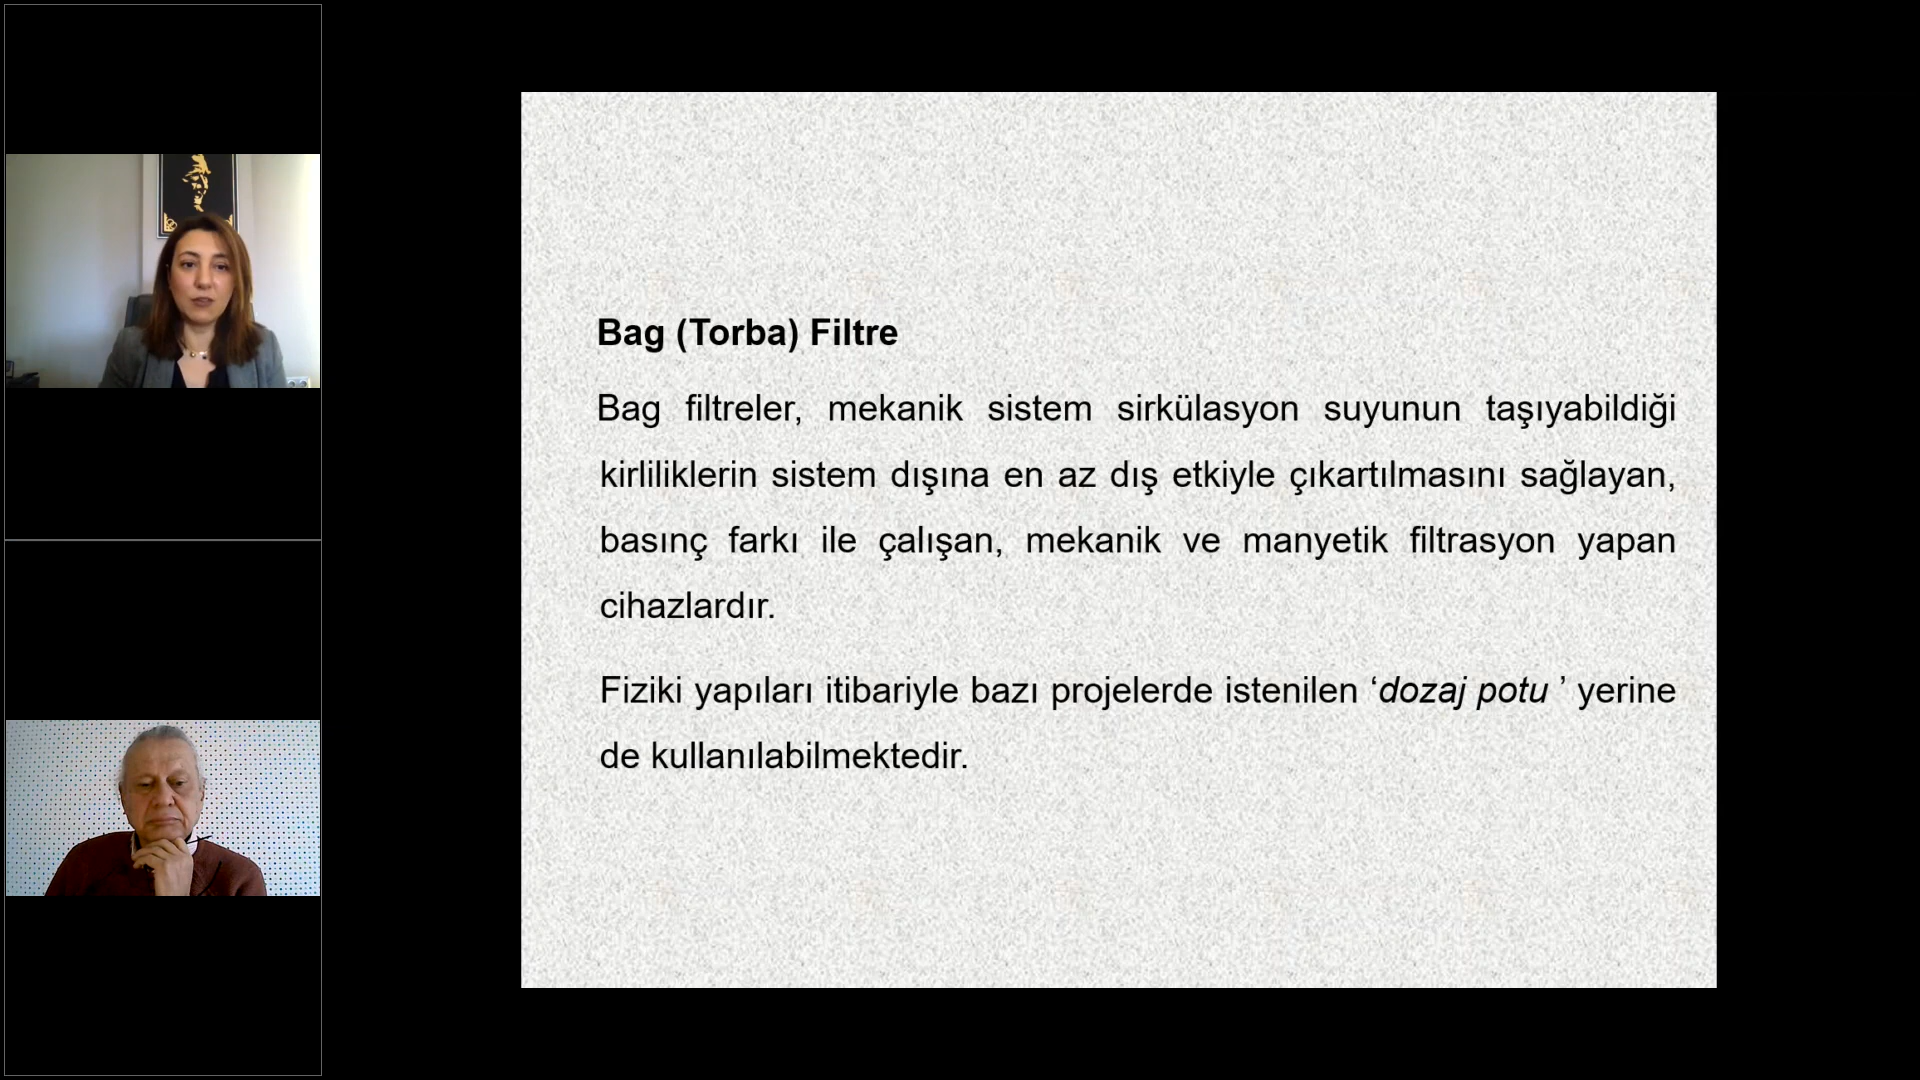 Bag (Torba) Filtre
Bag filtreler, mekanik sistem sirkülasyon suyunun taşıyabildiği
kirliliklerin sistem dışına en az dış etkiyle çıkartılmasını sağlayan,
basınç farkı ile çalışan, mekanik ve manyetik filtrasyon yapan
cihazlardır.
Fiziki yapıları itibariyle bazı projelerde istenilen ‘dozaj potu ’ yerine
de kullanılabilmektedir.